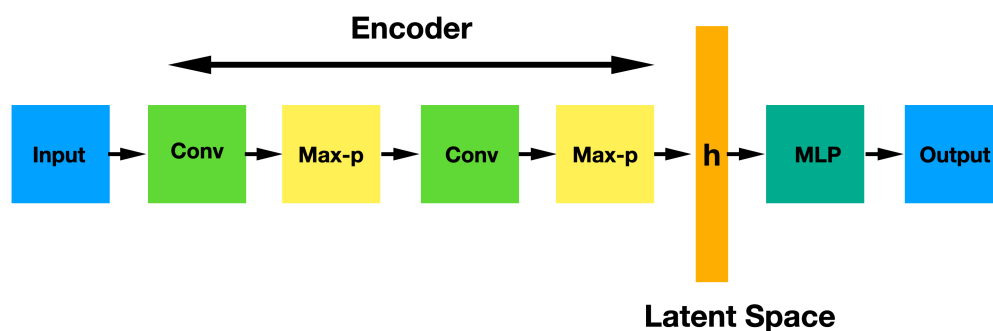 Encoder
Input
Conv
Max-p
Conv
Max-p
h
MLP
Output
Latent Space